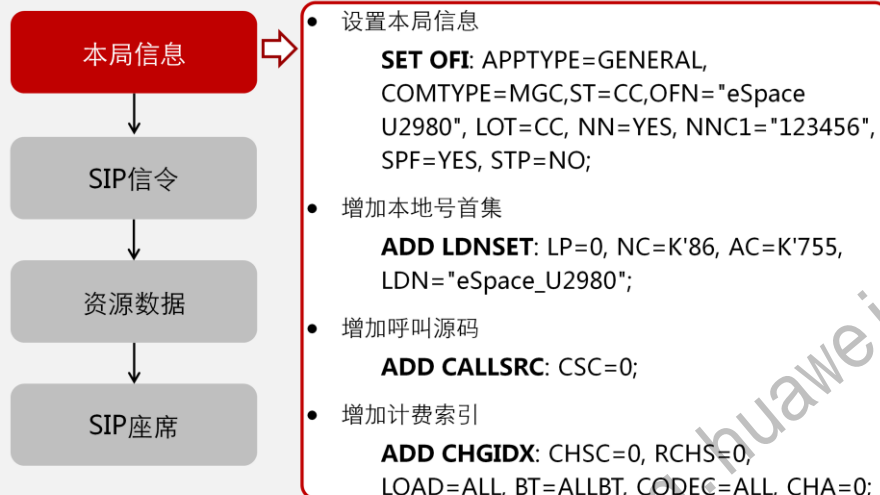 本局信息
SIP信令
资源数据
SIP座席
• 设置本局信息
SET OFI: APPTYPE=GENERAL,
COMTYPE=MGC,ST=CC,OFN="eSpace
U2980", LOT=CC, NN=YES, NNC1="123456",
SPF=YES, STP=NO;
• 增加本地号首集
ADD LDNSET: LP=0, NC=K'86, AC=K'755,
LDN="eSpace_U2980";
• 增加呼叫源码
ADD CALLSRC: CSC=0;
• 增加计费索引
ADD CHGIDX: CHSC=0, RCHS=0,
LOAD=ALL, BT=ALLBT, CODEC=ALL, CHA=0;
.huawei